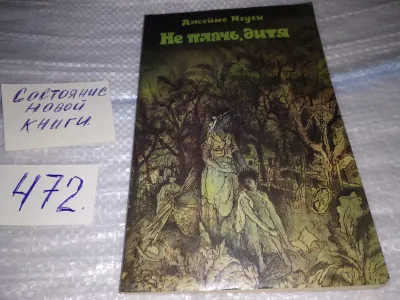 Джеймс Нгуги
Не плачь, дитя
Состояние
новой
книги.
472.